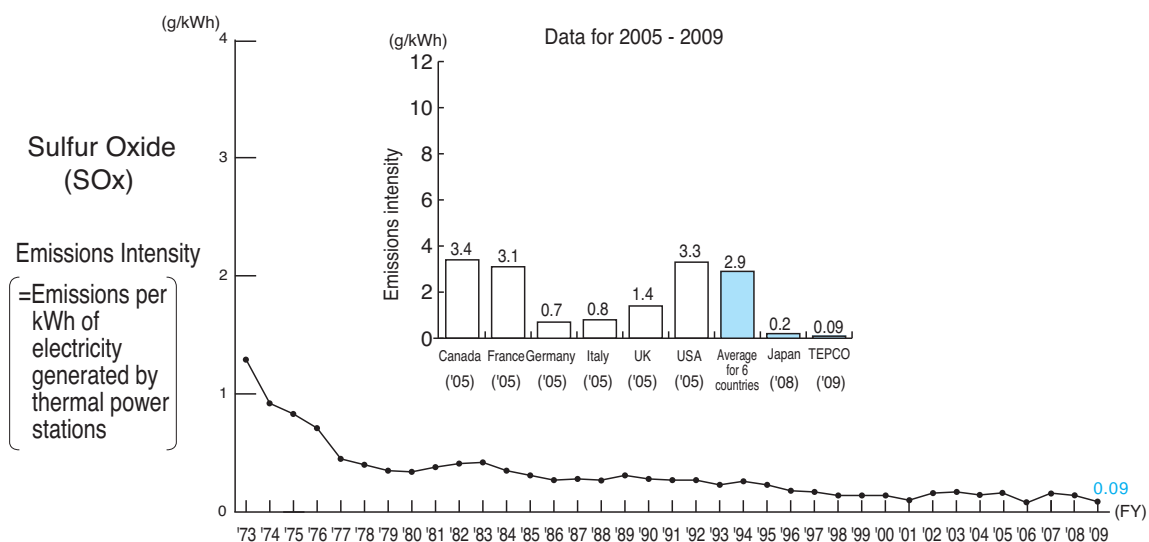 (g/kWh)
4
3
2
1
0
Sulfur Oxide
(SOx)
Emissions Intensity
=Emissions per
kWh of
electricity
generated by
thermal power
stations
Data for 2005 - 2009
(g/kWh)
12
10
8
6
4
2
0
Emissions intensity
3.4 3.1 0.7 0.8 1.4 3.3 2.9 0.2 0.09
Canada France Germany Italy UK USA Average for 6 countries Japan TEPCO
('05) ('05) ('05) ('05) ('05) ('05) ('08) ('09)
0.09
'73 '74 '75 '76 '77 '78 '79 '80 '81 '82 '83 '84 '85 '86 '87 '88 '89 '90 '91 '92 '93 '94 '95 '96 '97 '98 '99 '00 '01 '02 '03 '04 '05 '06 '07 '08 '09
(FY)